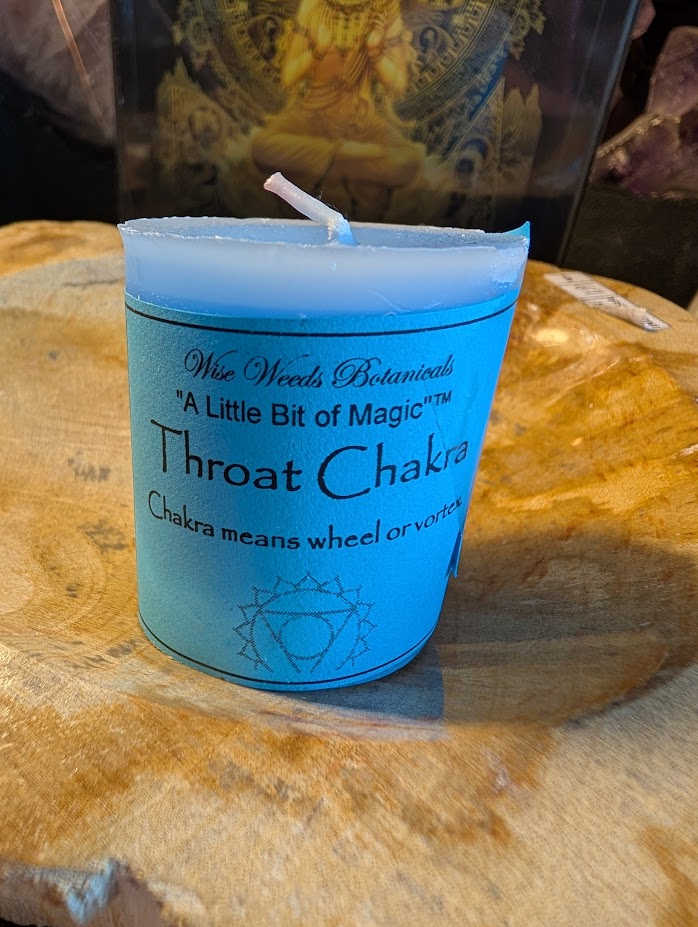 Wise Weeds Botanicals
"A Little Bit of Magic"™
Throat Chakra
Chakra means wheel or vortex